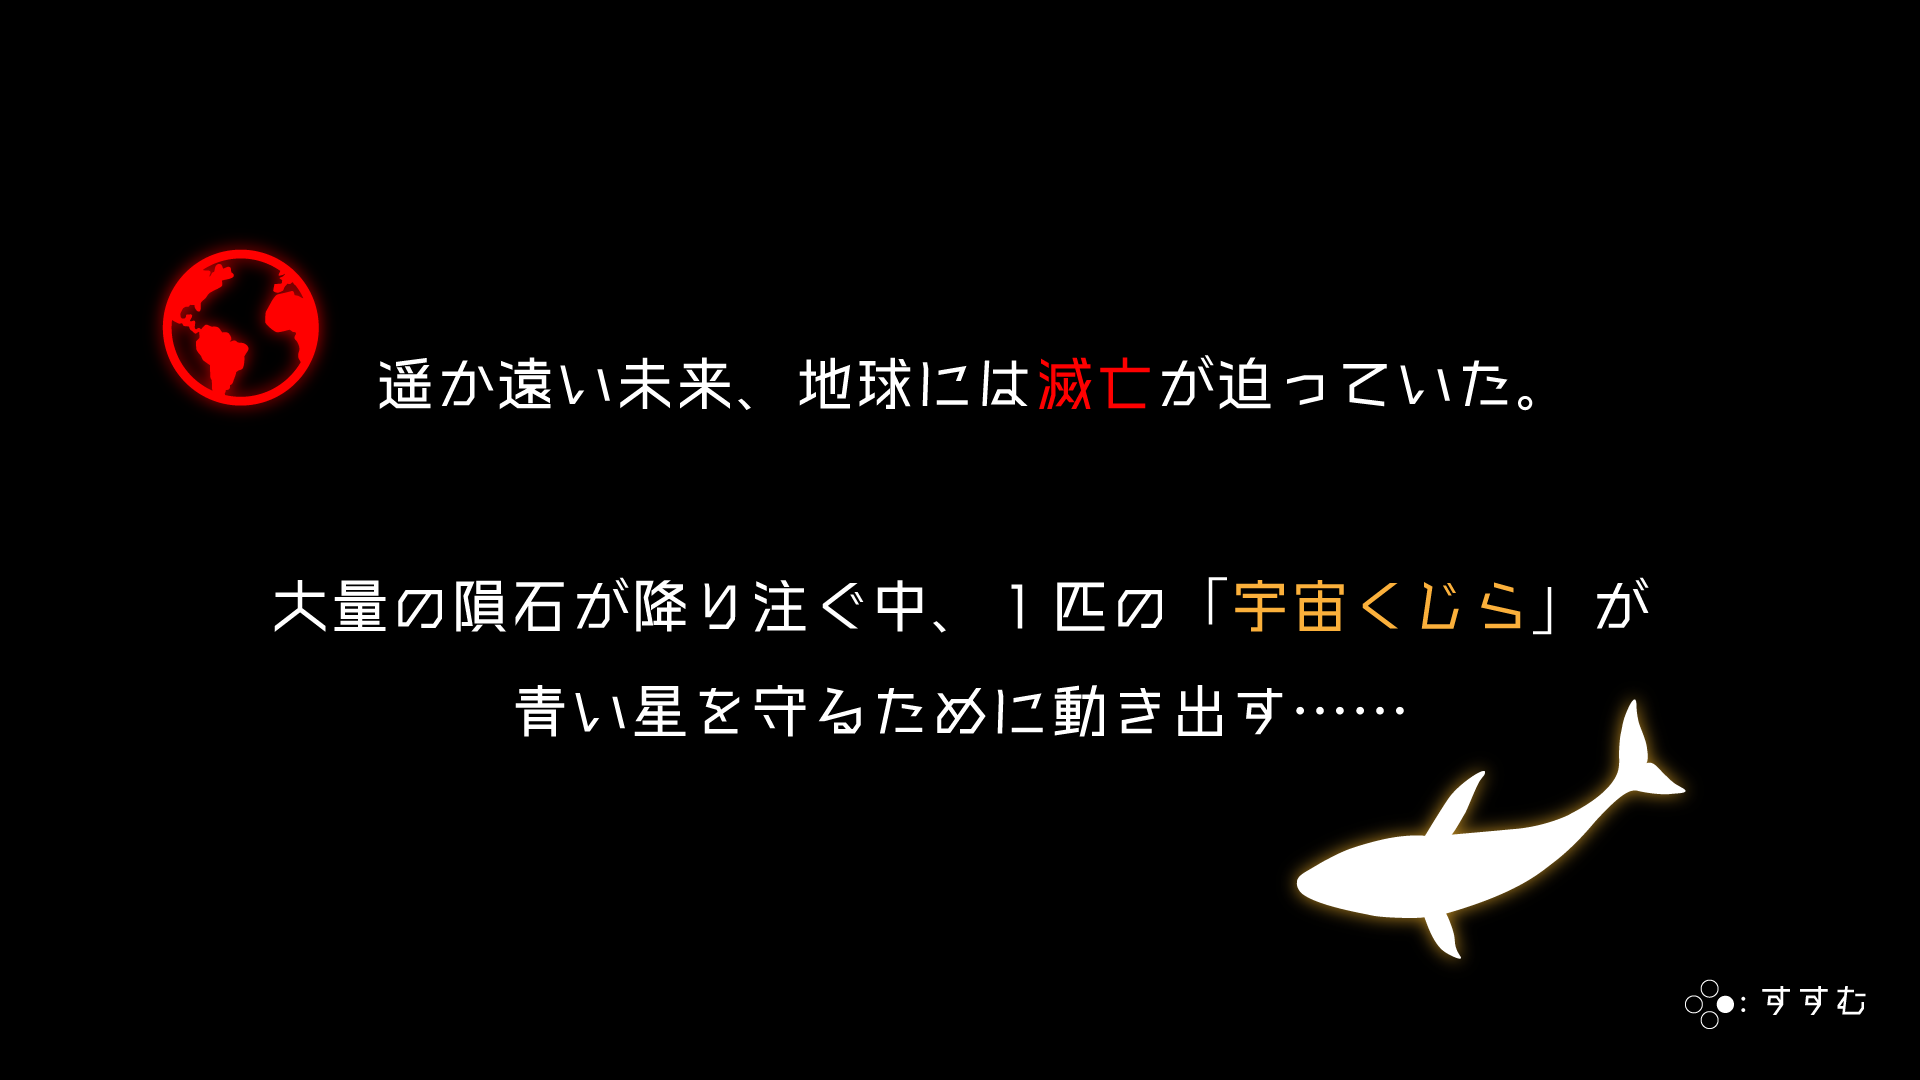 遥か遠い未来、地球には滅亡が迫っていた。
大量の隕石が降り注ぐ中、1匹の「宇宙くじら」が
青い星を守るために動き出す……
: すすむ